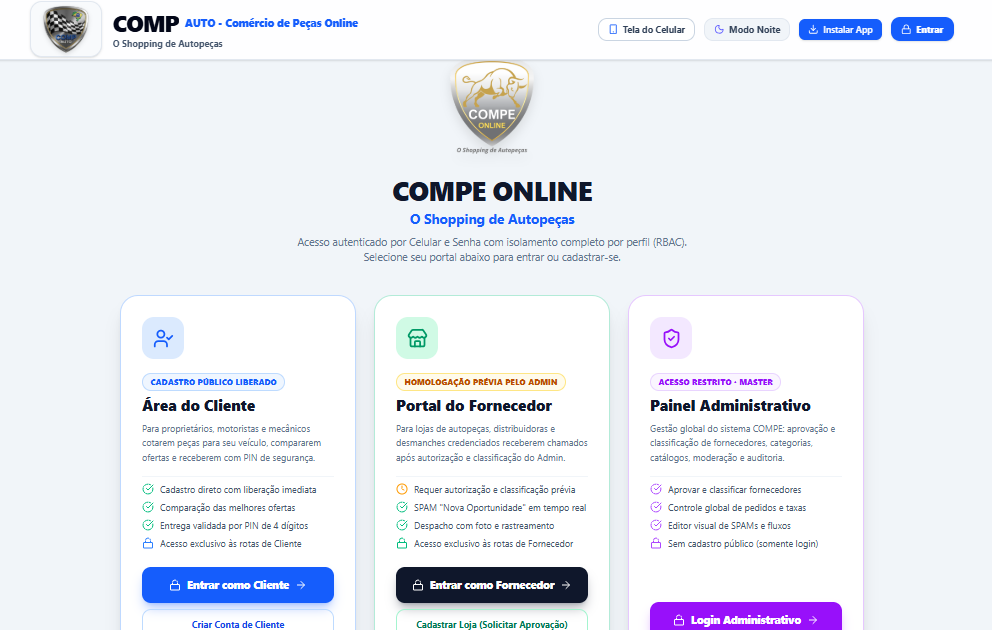 COMP AUTO - Comércio de Peças Online
O Shopping de Autopeças
Tela do Celular
Modo Noite
Instalar App
Entrar
COMPE
ONLINE
O Shopping de Autopeças
COMPE ONLINE
O Shopping de Autopeças
Acesso autenticado por Celular e Senha com isolamento completo por perfil (RBAC).
Selecione seu portal abaixo para entrar ou cadastrar-se.
CADASTRO PÚBLICO LIBERADO
Área do Cliente
Para proprietários, motoristas e mecânicos
cotarem peças para seu veículo, compararem
ofertas e receberem com PIN de segurança.
Cadastro direto com liberação imediata
Comparação das melhores ofertas
Entrega validada por PIN de 4 dígitos
Acesso exclusivo às rotas de Cliente
Entrar como Cliente →
Criar Conta de Cliente
HOMOLOGAÇÃO PRÉVIA PELO ADMIN
Portal do Fornecedor
Para lojas de autopeças, distribuidoras e
desmanches credenciados receberem chamados
após autorização e classificação do Admin.
Requer autorização e classificação prévia
SPAM "Nova Oportunidade" em tempo real
Despacho com foto e rastreamento
Acesso exclusivo às rotas de Fornecedor
Entrar como Fornecedor →
Cadastrar Loja (Solicitar Aprovação)
ACESSO RESTRITO · MASTER
Painel Administrativo
Gestão global do sistema COMPE: aprovação e
classificação de fornecedores, categorias,
catálogos, moderação e auditoria.
Aprovar e classificar fornecedores
Controle global de pedidos e taxas
Editor visual de SPAMs e fluxos
Sem cadastro público (somente login)
Login Administrativo →